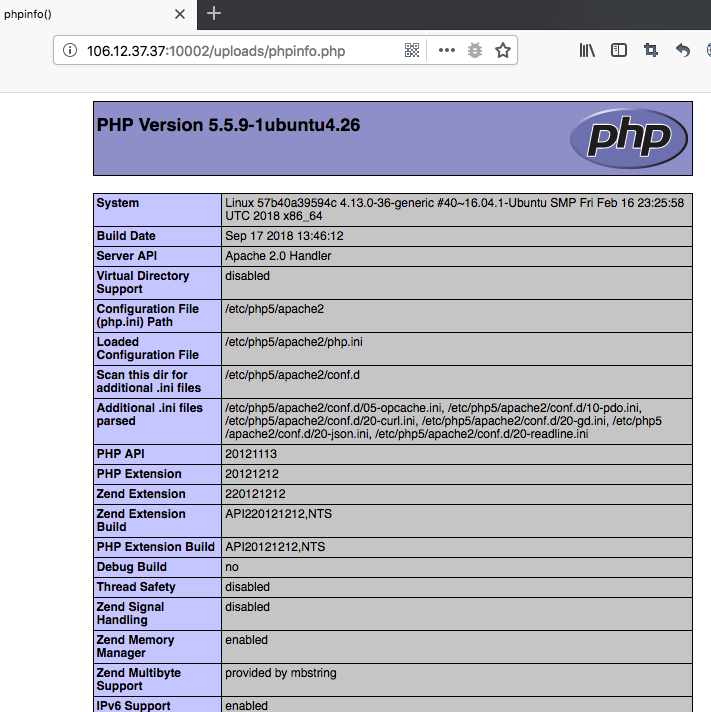 phpinfo()
106.12.37.37:10002/uploads/phpinfo.php
PHP Version 5.5.9-1ubuntu4.26
php
System
Linux 57b40a39594c 4.13.0-36-generic #40~16.04.1-Ubuntu SMP Fri Feb 16 23:25:58
UTC 2018 x86_64
Build Date
Sep 17 2018 13:46:12
Server API
Apache 2.0 Handler
Virtual Directory
Support
disabled
Configuration File
(php.ini) Path
/etc/php5/apache2
Loaded
Configuration File
/etc/php5/apache2/php.ini
Scan this dir for
additional .ini files
/etc/php5/apache2/conf.d
Additional .ini files
parsed
/etc/php5/apache2/conf.d/05-opcache.ini, /etc/php5/apache2/conf.d/10-pdo.ini,
/etc/php5/apache2/conf.d/20-curl.ini, /etc/php5/apache2/conf.d/20-gd.ini, /etc/php5
/apache2/conf.d/20-json.ini, /etc/php5/apache2/conf.d/20-readline.ini
PHP API
20121113
PHP Extension
20121212
Zend Extension
220121212
Zend Extension
Build
API220121212,NTS
PHP Extension Build
API20121212,NTS
Debug Build
no
Thread Safety
disabled
Zend Signal
Handling
disabled
Zend Memory
Manager
enabled
Zend Multibyte
Support
provided by mbstring
IPv6 Support
enabled